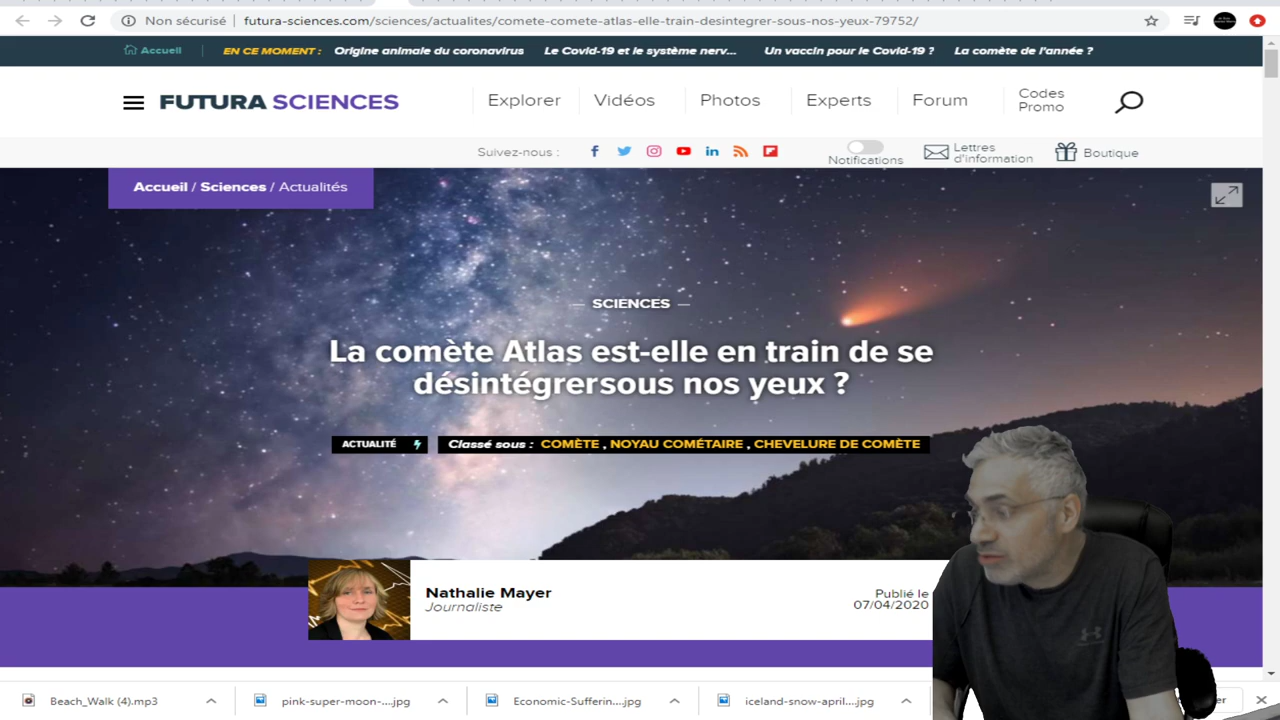 Non sécurisé futura-sciences.com/sciences/actualites/comete-comete-atlas-elle-train-desintegrer-sous-nos-yeux-79752/
Accueil EN CE MOMENT : Origine animale du coronavirus Le Covid-19 et le système nerv... Un vaccin pour le Covid-19 ? La comète de l'année ?
FUTURA SCIENCES Explorer Vidéos Photos Experts Forum Codes
Promo
Suivez-nous : Notifications Lettres
d'information Boutique
Accueil / Sciences / Actualités
— SCIENCES —
La comète Atlas est-elle en train de se
désintégrersous nos yeux ?
ACTUALITÉ Classé sous : COMÈTE , NOYAU COMÉTAIRE , CHEVELURE DE COMÈTE
Nathalie Mayer
Journaliste
Publié le
07/04/2020
Beach_Walk (4).mp3 pink-super-moon-....jpg Economic-Sufferin....jpg iceland-snow-april....jpg